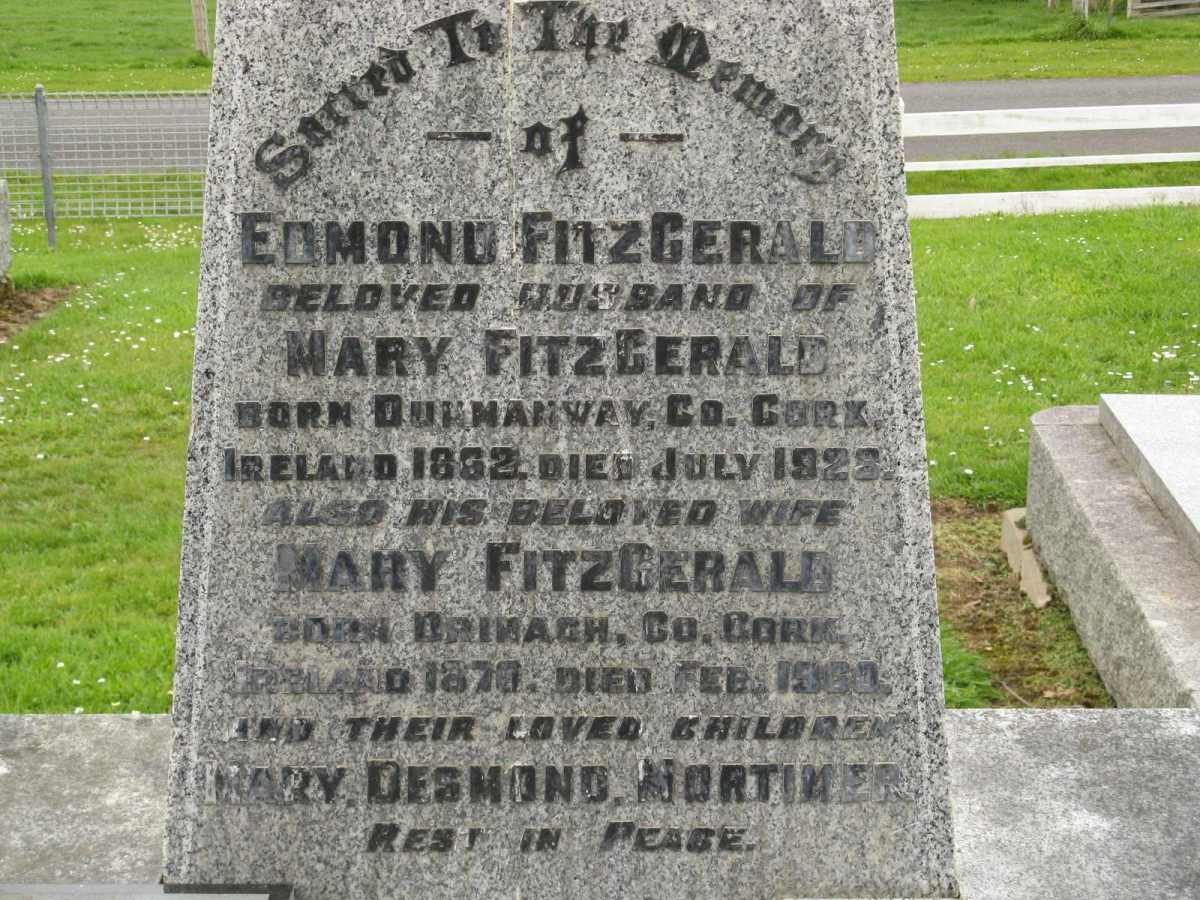 Sacred To The Memory
of
EDMOND FITZGERALD
BELOVED HUSBAND OF
MARY FITZGERALD
BORN DUNMANWAY, CO. CORK.
IRELAND 1862. DIED JULY 1928.
ALSO HIS BELOVED WIFE
MARY FITZGERALD
BORN DRINAGH, CO. CORK.
IRELAND 1870. DIED FEB. 1960.
AND THEIR LOVED CHILDREN
MARY, DESMOND, MORTIMER
REST IN PEACE.